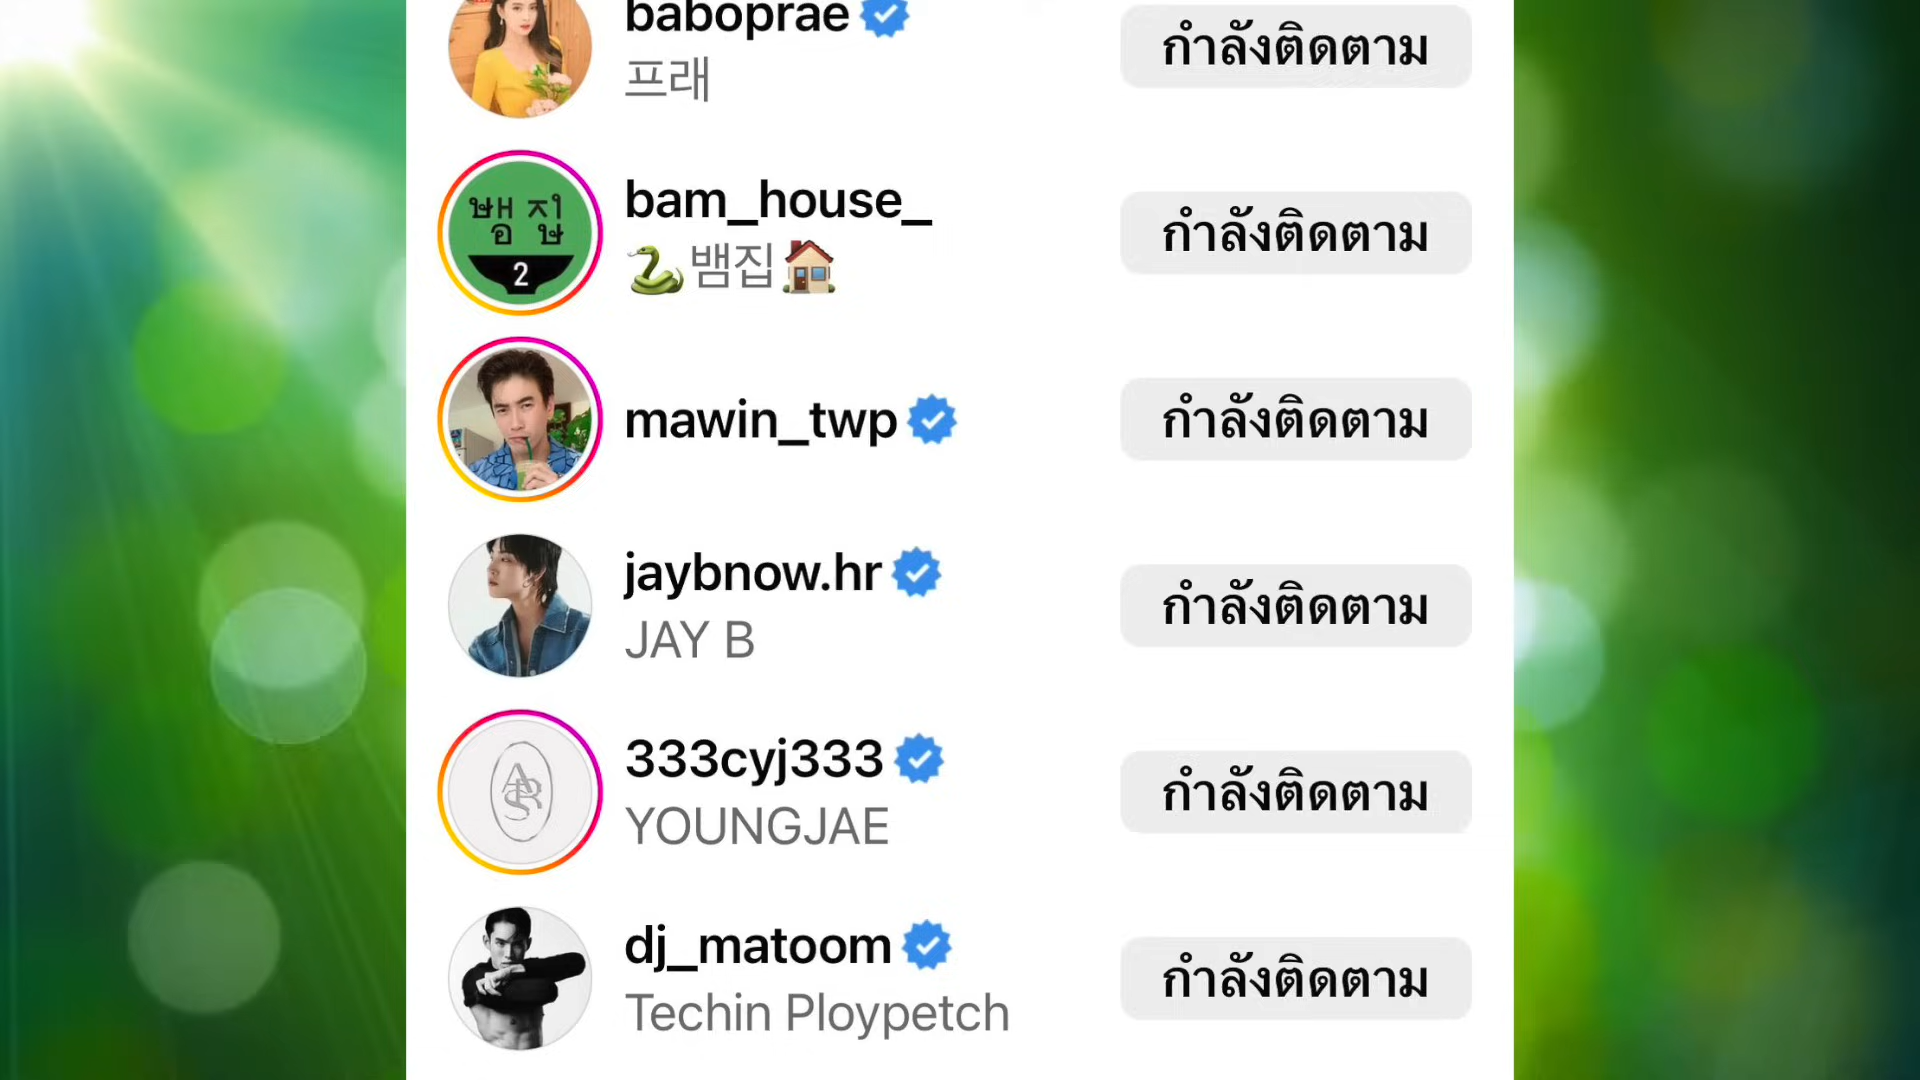 baboprae
프래
กำลังติดตาม
2
bam_house_
🐍뱀집🏠
กำลังติดตาม
mawin_twp
กำลังติดตาม
jaybnow.hr
JAY B
กำลังติดตาม
333cyj333
YOUNGJAE
กำลังติดตาม
dj_matoom
Techin Ploypetch
กำลังติดตาม